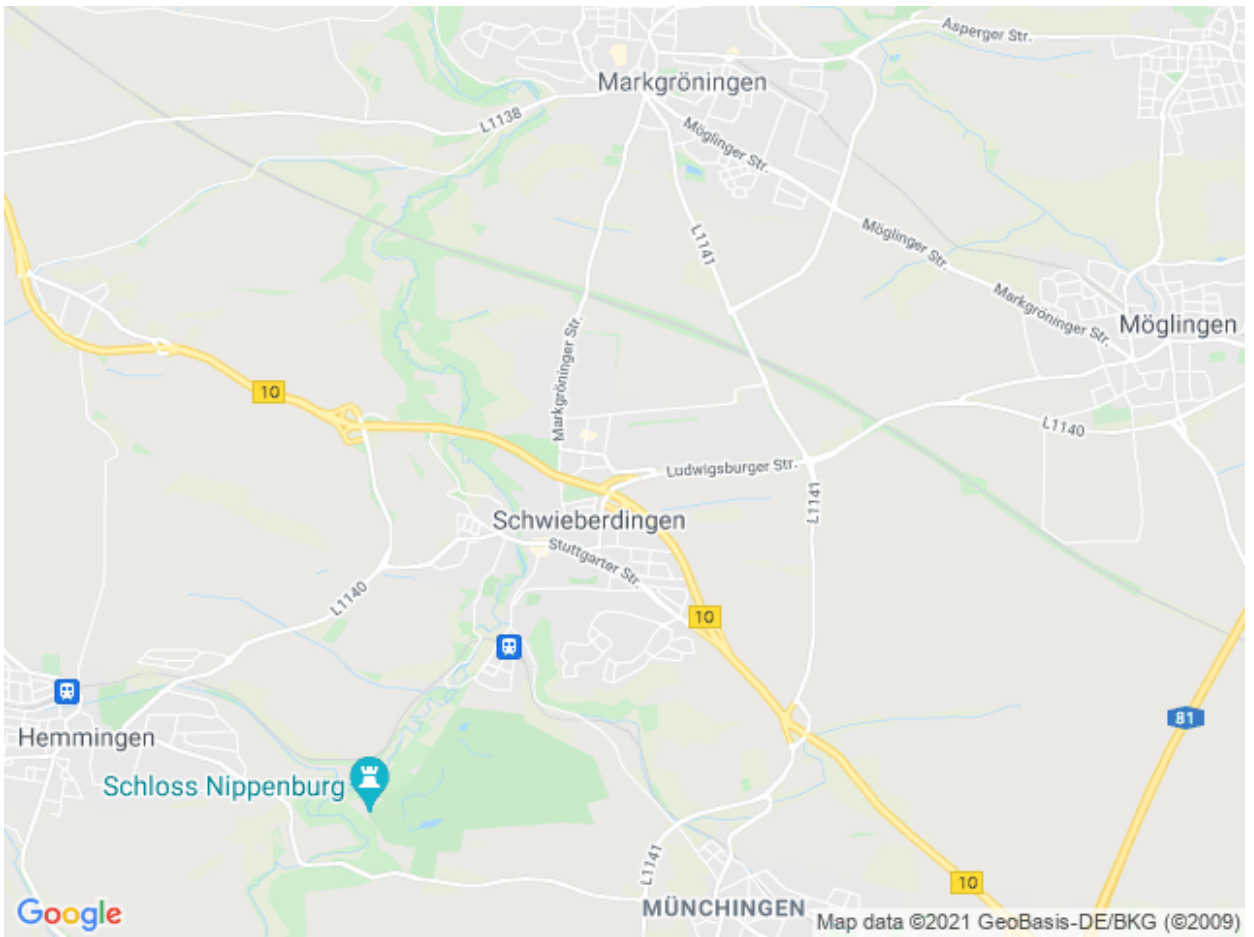 Asperger Str.
Markgröningen
L1138
Möglinger Str.
Möglinger Str.
L1141
Markgröninger Str.
Möglingen
Markgröninger Str.
10
L1140
Ludwigsburger Str.
L1141
Schwieberdingen
Stuttgarter Str.
L1140
10
Hemmingen
81
Schloss Nippenburg
L1141
10
MÜNCHINGEN
Google
Map data ©2021 GeoBasis-DE/BKG (©2009)